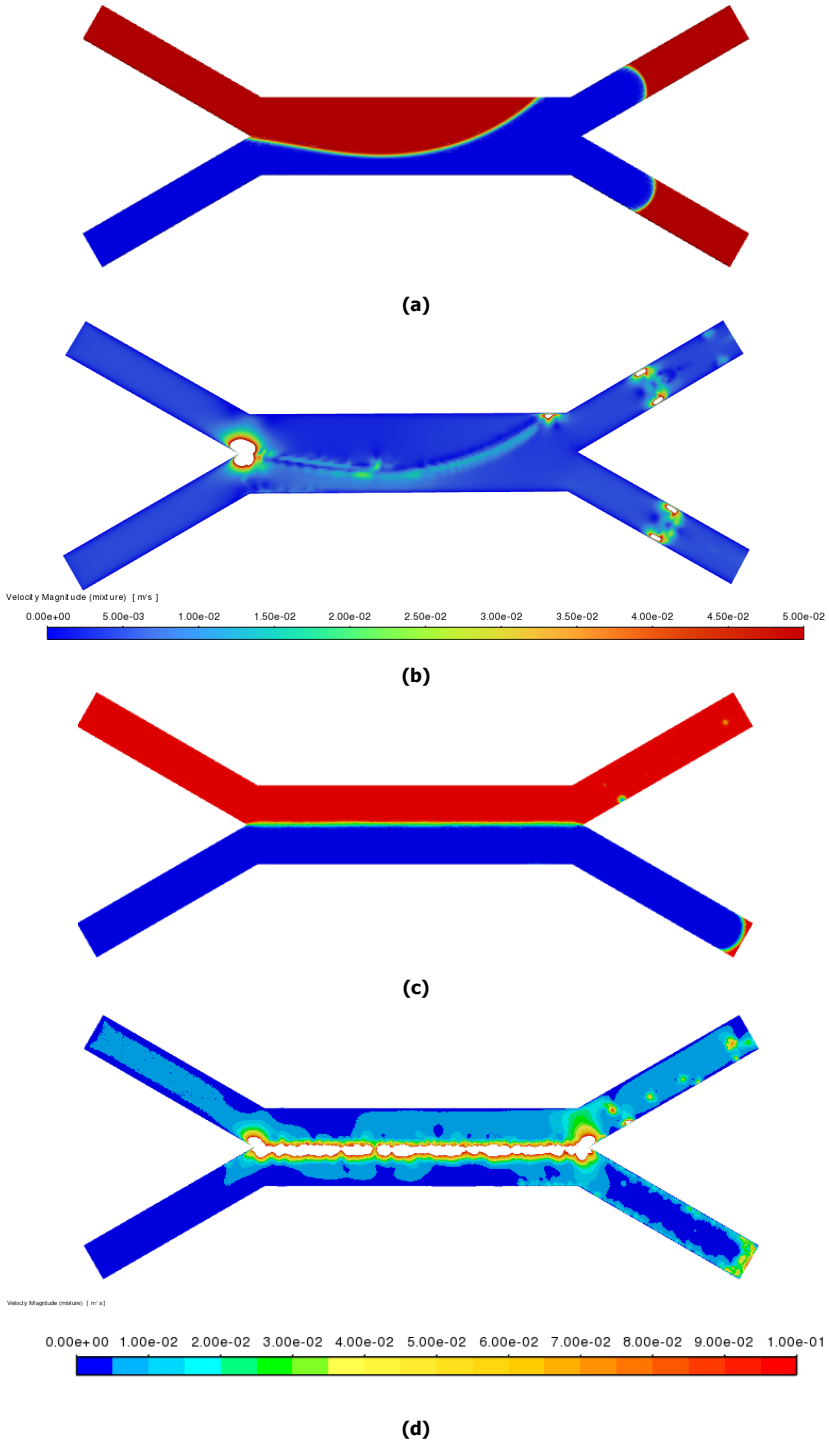 (a)
Velocity Magnitude (mixture) [ m/s ]
0.00e+00 5.00e-03 1.00e-02 1.50e-02 2.00e-02 2.50e-02 3.00e-02 3.50e-02 4.00e-02 4.50e-02 5.00e-02
(b)
(c)
Velocity Magnitude (mixture) [ m/s ]
0.00e+00 1.00e-02 2.00e-02 3.00e-02 4.00e-02 5.00e-02 6.00e-02 7.00e-02 8.00e-02 9.00e-02 1.00e-01
(d)